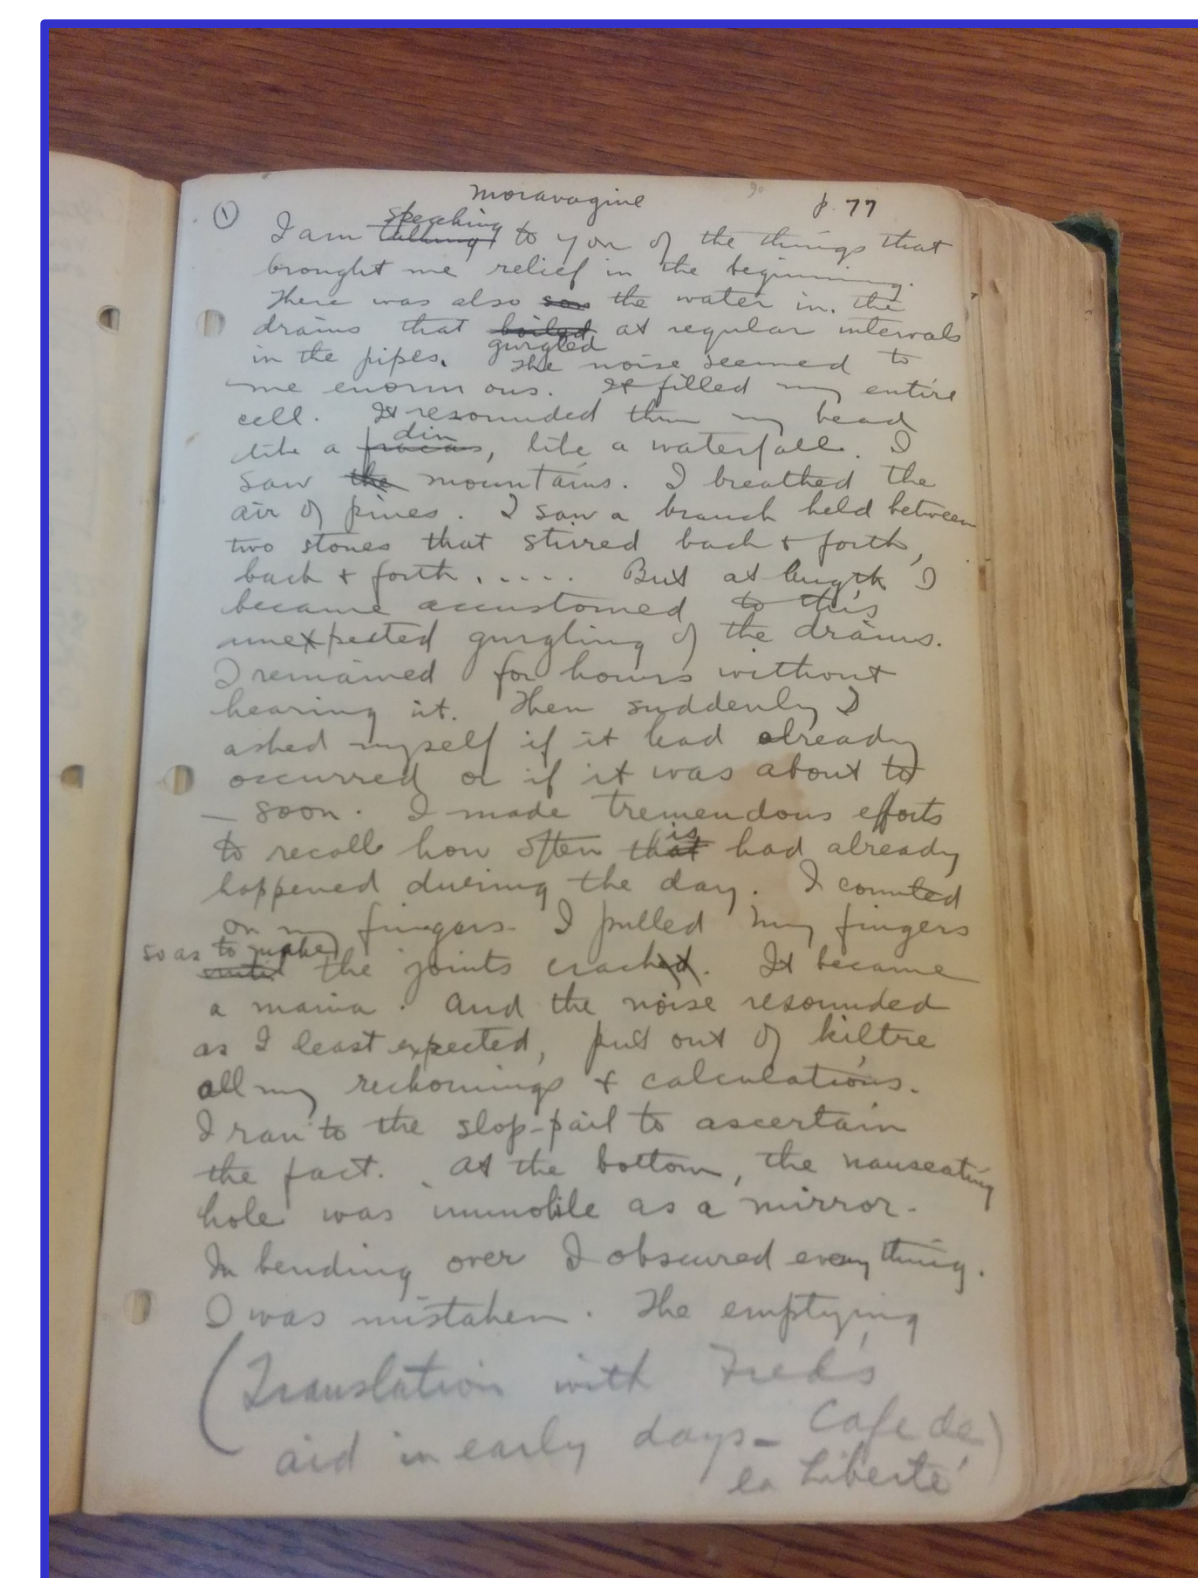 Moravagine p. 77
① I am talking speaking to you of the things that
brought me relief in the beginning.
There was also the water in the
drains that boiled gurgled at regular intervals
in the pipes. The noise seemed to
me enormous. It filled my entire
cell. It resounded thru my head
like a fracas din, like a waterfall. I
saw the mountains. I breathed the
air of pines. I saw a branch held between
two stones that stirred back & forth,
back & forth..... But at length I
became accustomed to this
unexpected gurgling of the drains.
I remained for hours without
hearing it. Then suddenly I
asked myself if it had already
occurred or if it was about to
— soon. I made tremendous efforts
to recall how often that is had already
happened during the day. I counted
on my fingers. I pulled my fingers
until so as to make the joints cracked. It became
a mania. And the noise resounded
as I least expected, put out of kiltre
all my reckonings & calculations.
I ran to the slop-pail to ascertain
the fact. At the bottom, the nauseating
hole was immobile as a mirror.
In bending over I obscured everything.
I was mistaken. The emptying
(Translation with Fred's
aid in early days – Cafe de
la Liberté)